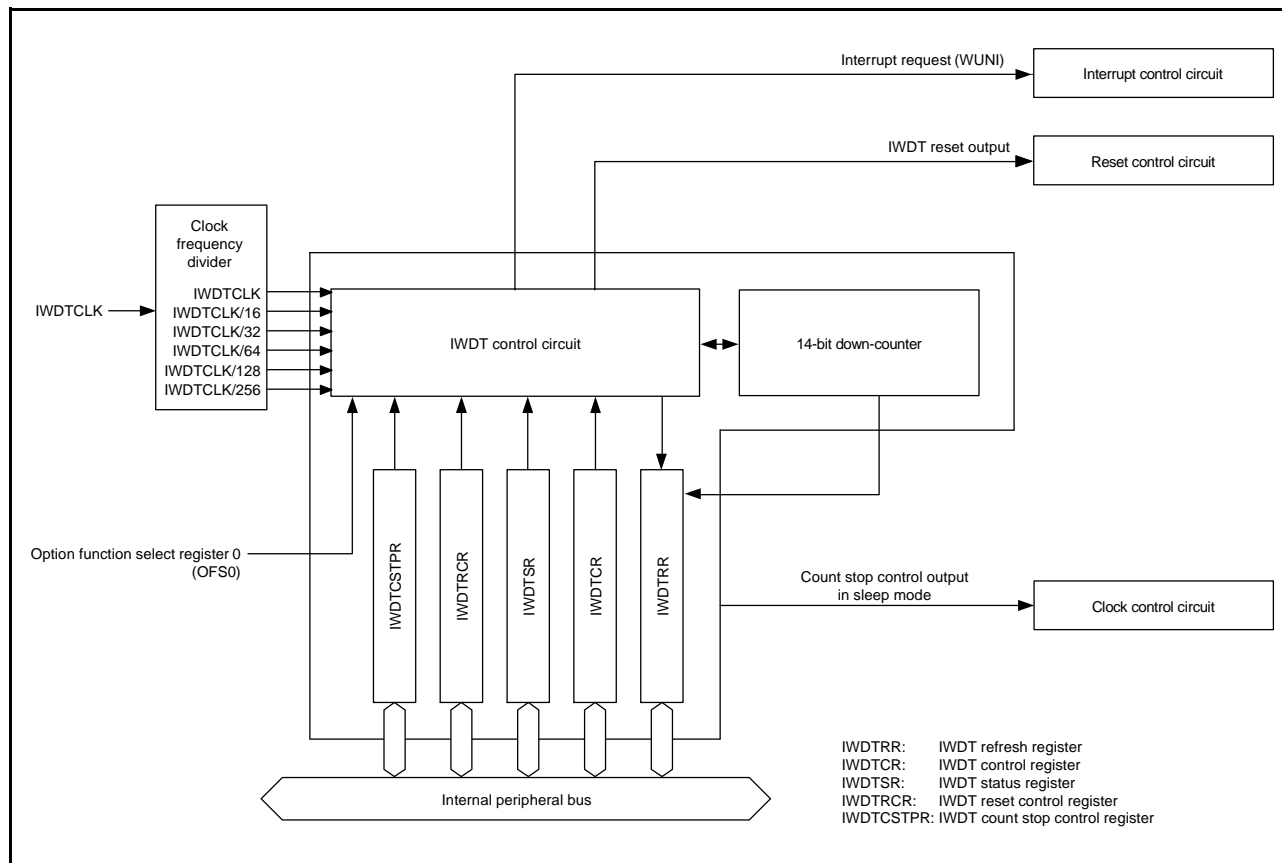 Interrupt request (WUNI)
Interrupt control circuit
IWDT reset output
Reset control circuit
Clock
frequency
divider
IWDTCLK
IWDTCLK
IWDTCLK/16
IWDTCLK/32
IWDTCLK/64
IWDTCLK/128
IWDTCLK/256
IWDT control circuit
14-bit down-counter
Option function select register 0
(OFS0)
IWDTCSTPR
IWDTRCR
IWDTSR
IWDTCR
IWDTRR
Count stop control output
in sleep mode
Clock control circuit
Internal peripheral bus
IWDTRR: IWDT refresh register
IWDTCR: IWDT control register
IWDTSR: IWDT status register
IWDTRCR: IWDT reset control register
IWDTCSTPR: IWDT count stop control register